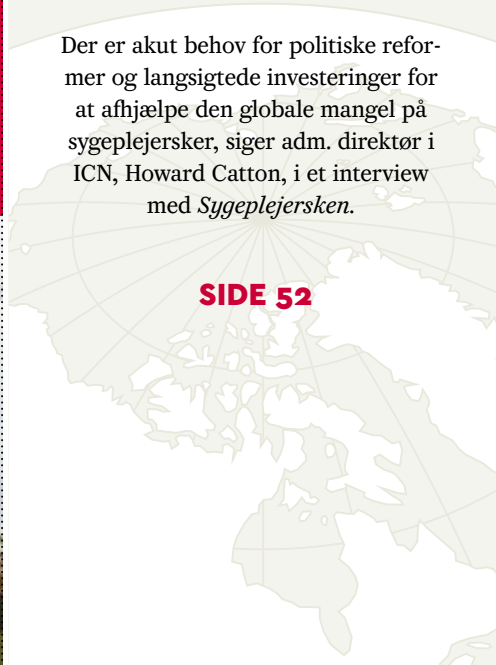 Der er akut behov for politiske refor-
mer og langsigtede investeringer for
at afhjælpe den globale mangel på
sygeplejersker, siger adm. direktør i
ICN, Howard Catton, i et interview
med Sygeplejersken.
SIDE 52